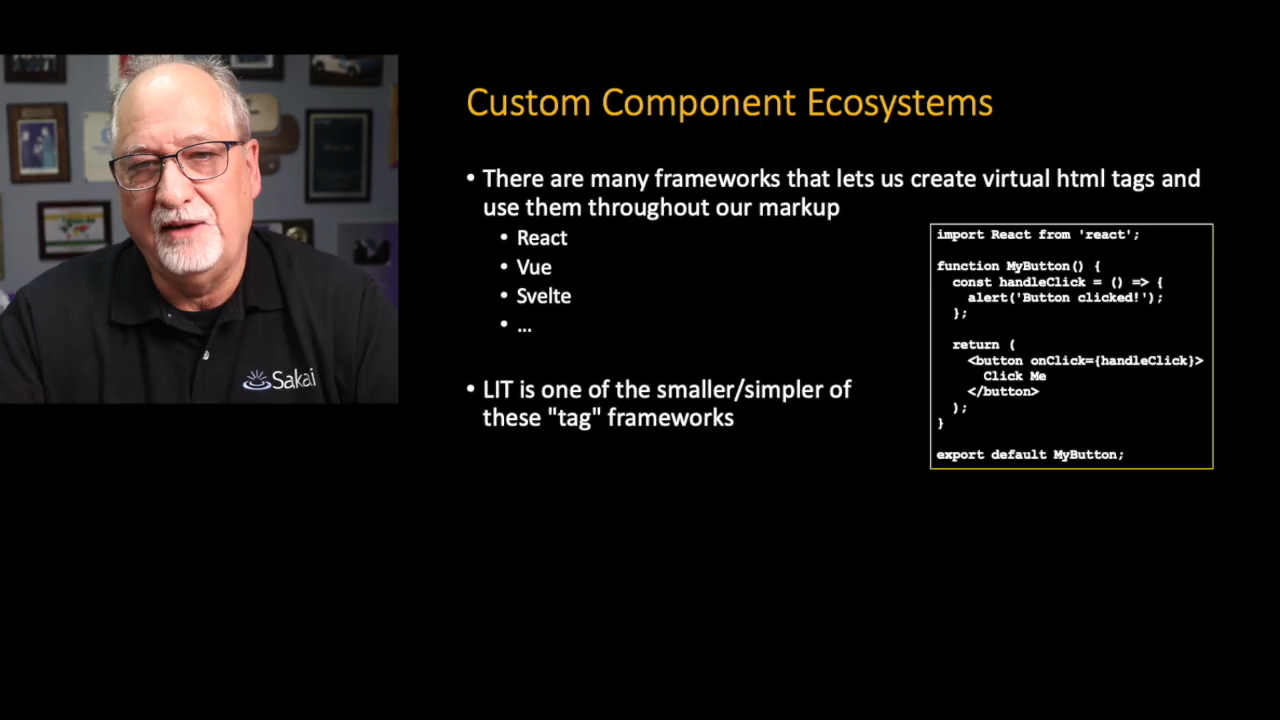 Custom Component Ecosystems
• There are many frameworks that lets us create virtual html tags and
use them throughout our markup
• React
• Vue
• Svelte
• ...
• LIT is one of the smaller/simpler of
these "tag" frameworks
import React from 'react';
function MyButton() {
const handleClick = () => {
alert('Button clicked!');
};
return (
<button onClick={handleClick}>
Click Me
</button>
);
}
export default MyButton;
Sakai